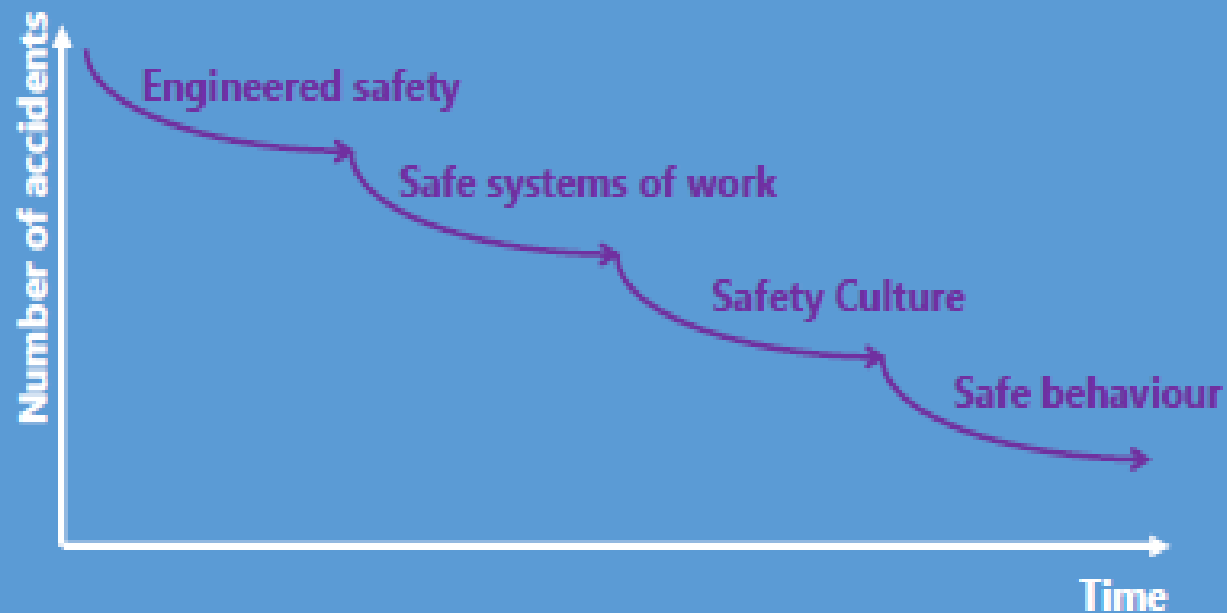 Number of accidents
Engineered safety
Safe systems of work
Safety Culture
Safe behaviour
Time